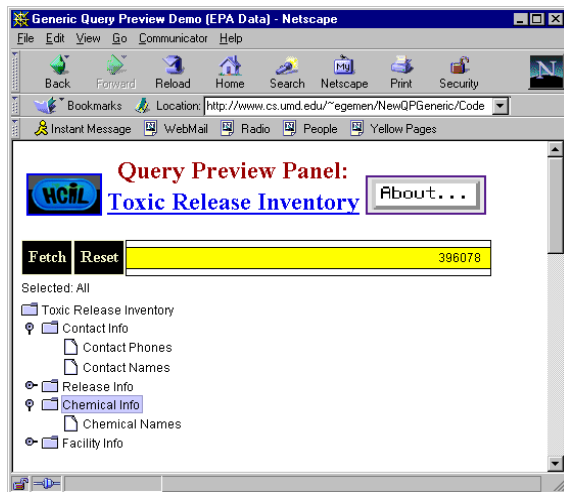 Generic Query Preview Demo (EPA Data) - Netscape
File Edit View Go Communicator Help
Back Forward Reload Home Search Netscape Print Security
My
N
Bookmarks Location: http://www.cs.umd.edu/~egemen/NewQPGeneric/Code
Instant Message WebMail Radio People Yellow Pages
Query Preview Panel:
HCIL Toxic Release Inventory About...
Fetch Reset 396078
Selected: All
Toxic Release Inventory
Contact Info
Contact Phones
Contact Names
Release Info
Chemical Info
Chemical Names
Facility Info